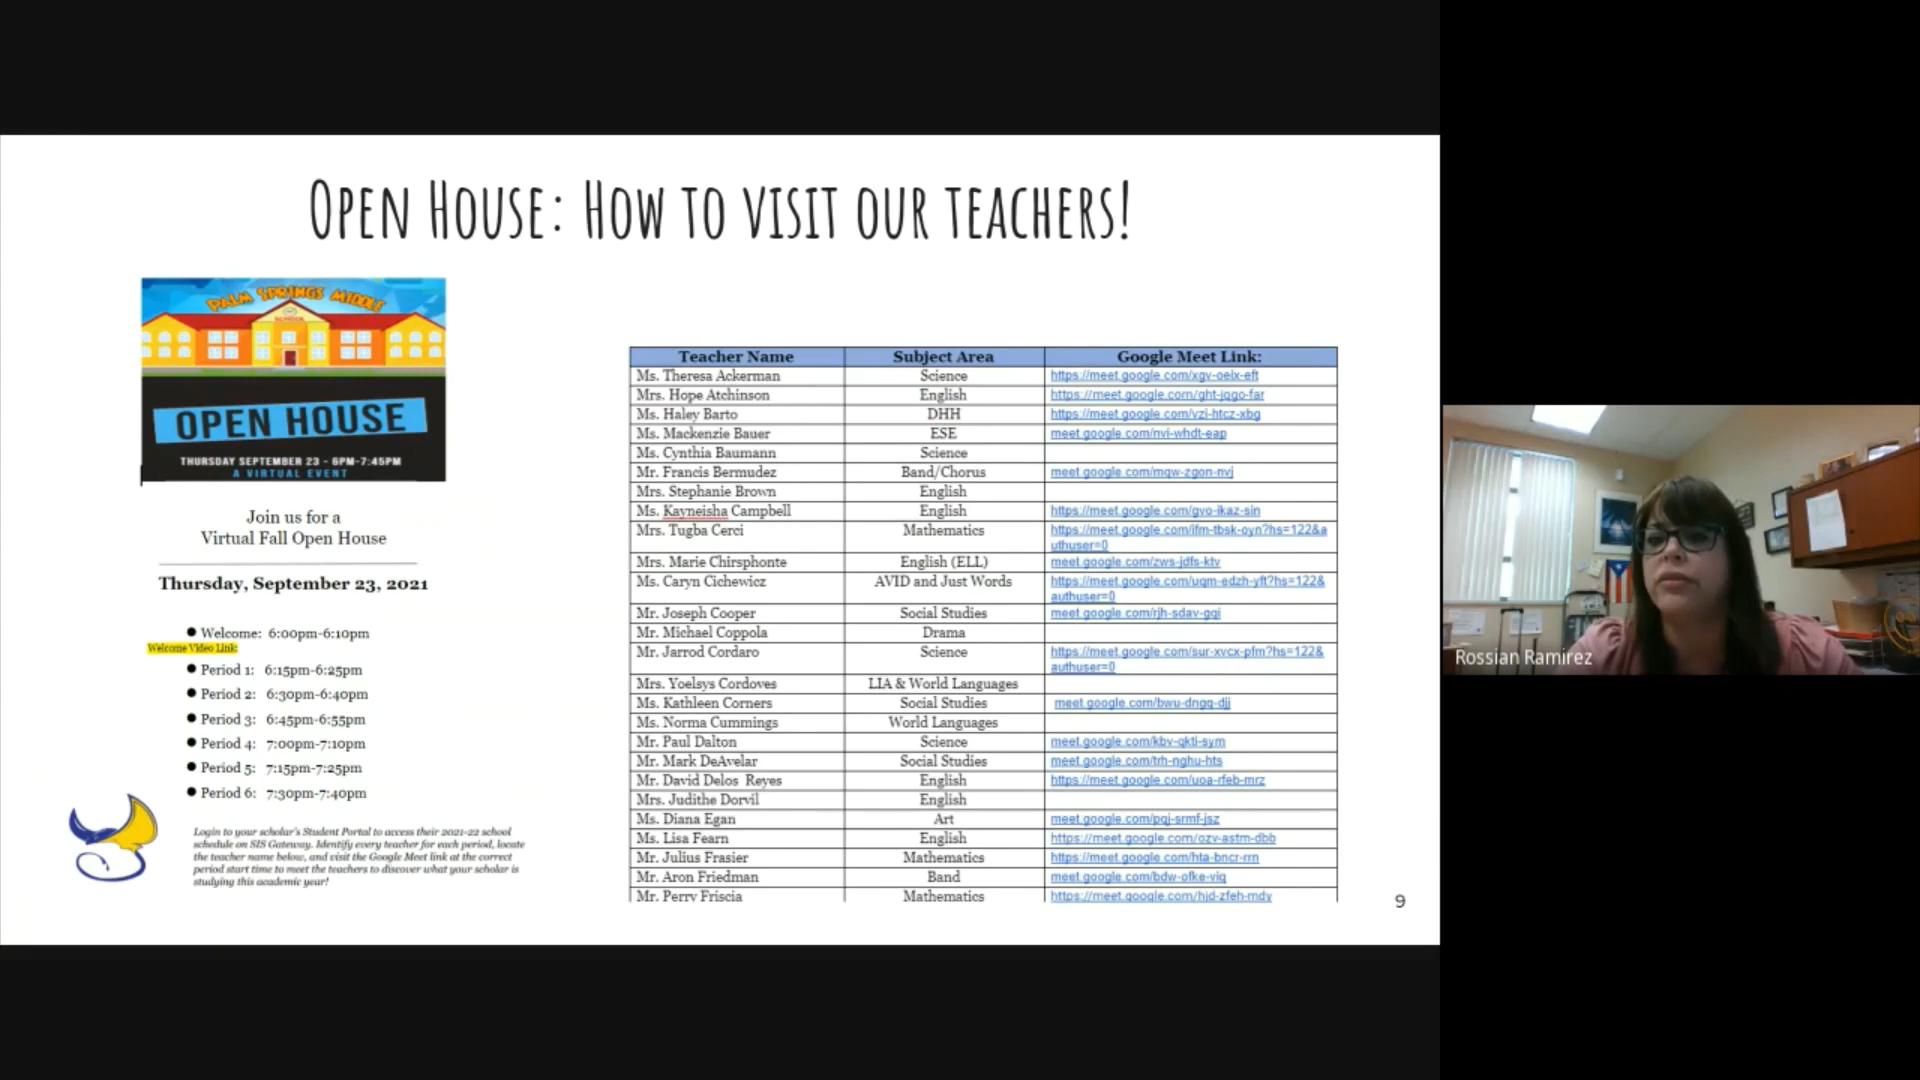 Open House: How to visit our teachers!
PALM SPRINGS MIDDLE
SCHOOL
OPEN HOUSE
THURSDAY SEPTEMBER 23 - 6PM-7:45PM
A VIRTUAL EVENT
Join us for a
Virtual Fall Open House
Thursday, September 23, 2021
● Welcome: 6:00pm-6:10pm
Welcome Video Link:
● Period 1: 6:15pm-6:25pm
● Period 2: 6:30pm-6:40pm
● Period 3: 6:45pm-6:55pm
● Period 4: 7:00pm-7:10pm
● Period 5: 7:15pm-7:25pm
● Period 6: 7:30pm-7:40pm
Login to your scholar's Student Portal to access their 2021-22 school
schedule on SIS Gateway. Identify every teacher for each period, locate
the teacher name below, and visit the Google Meet link at the correct
period start time to meet the teachers to discover what your scholar is
studying this academic year!
Teacher Name Subject Area Google Meet Link:
Ms. Theresa Ackerman Science https://meet.google.com/xgv-oeix-eft
Mrs. Hope Atchinson English https://meet.google.com/ght-jqgo-far
Ms. Haley Barto DHH https://meet.google.com/vzi-htcz-xbg
Ms. Mackenzie Bauer ESE meet.google.com/nvi-whdt-eap
Ms. Cynthia Baumann Science
Mr. Francis Bermudez Band/Chorus meet.google.com/mqw-zgon-nvj
Mrs. Stephanie Brown English
Ms. Kayneisha Campbell English https://meet.google.com/gvo-ikaz-sin
Mrs. Tugba Cerci Mathematics https://meet.google.com/ifm-tbsk-oyn?hs=122&a
uthuser=0
Mrs. Marie Chirsphonte English (ELL) meet.google.com/zws-jdfs-ktv
Ms. Caryn Cichewicz AVID and Just Words https://meet.google.com/uqm-edzh-yft?hs=122&
authuser=0
Mr. Joseph Cooper Social Studies meet.google.com/rjh-sdav-gqi
Mr. Michael Coppola Drama
Mr. Jarrod Cordaro Science https://meet.google.com/sur-xvcx-pfm?hs=122&
authuser=0
Mrs. Yoelsys Cordoves LIA & World Languages
Ms. Kathleen Corners Social Studies meet.google.com/bwu-dngq-djj
Ms. Norma Cummings World Languages
Mr. Paul Dalton Science meet.google.com/kbv-qkti-sym
Mr. Mark DeAvelar Social Studies meet.google.com/trh-nghu-hts
Mr. David Delos Reyes English https://meet.google.com/uoa-rfeb-mrz
Mrs. Judithe Dorvil English
Ms. Diana Egan Art meet.google.com/pqj-srmf-jsz
Ms. Lisa Fearn English https://meet.google.com/ozv-astm-dbb
Mr. Julius Frasier Mathematics https://meet.google.com/hta-bncr-rrn
Mr. Aron Friedman Band meet.google.com/bdw-ofke-viq
Mr. Perry Friscia Mathematics https://meet.google.com/hjd-zfeh-mdy
9
Rossian Ramirez